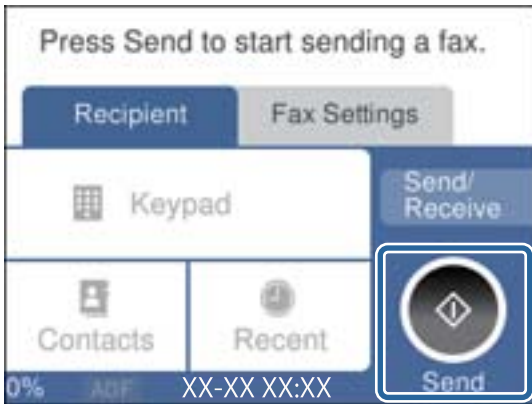 Press Send to start sending a fax.
Recipient
Fax Settings
Keypad
Send/
Receive
Contacts
Recent
Send
0%
ADF
XX-XX XX:XX